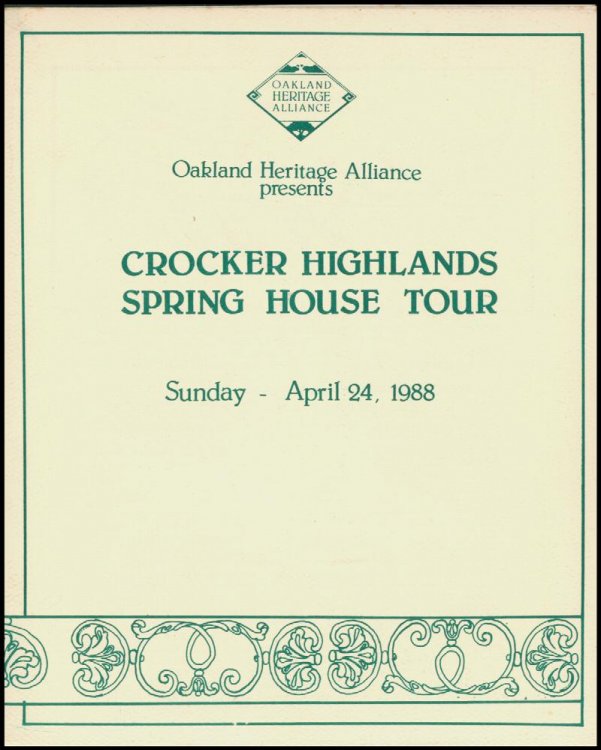 OAKLAND
HERITAGE
ALLIANCE
Oakland Heritage Alliance
presents
CROCKER HIGHLANDS
SPRING HOUSE TOUR
Sunday - April 24, 1988